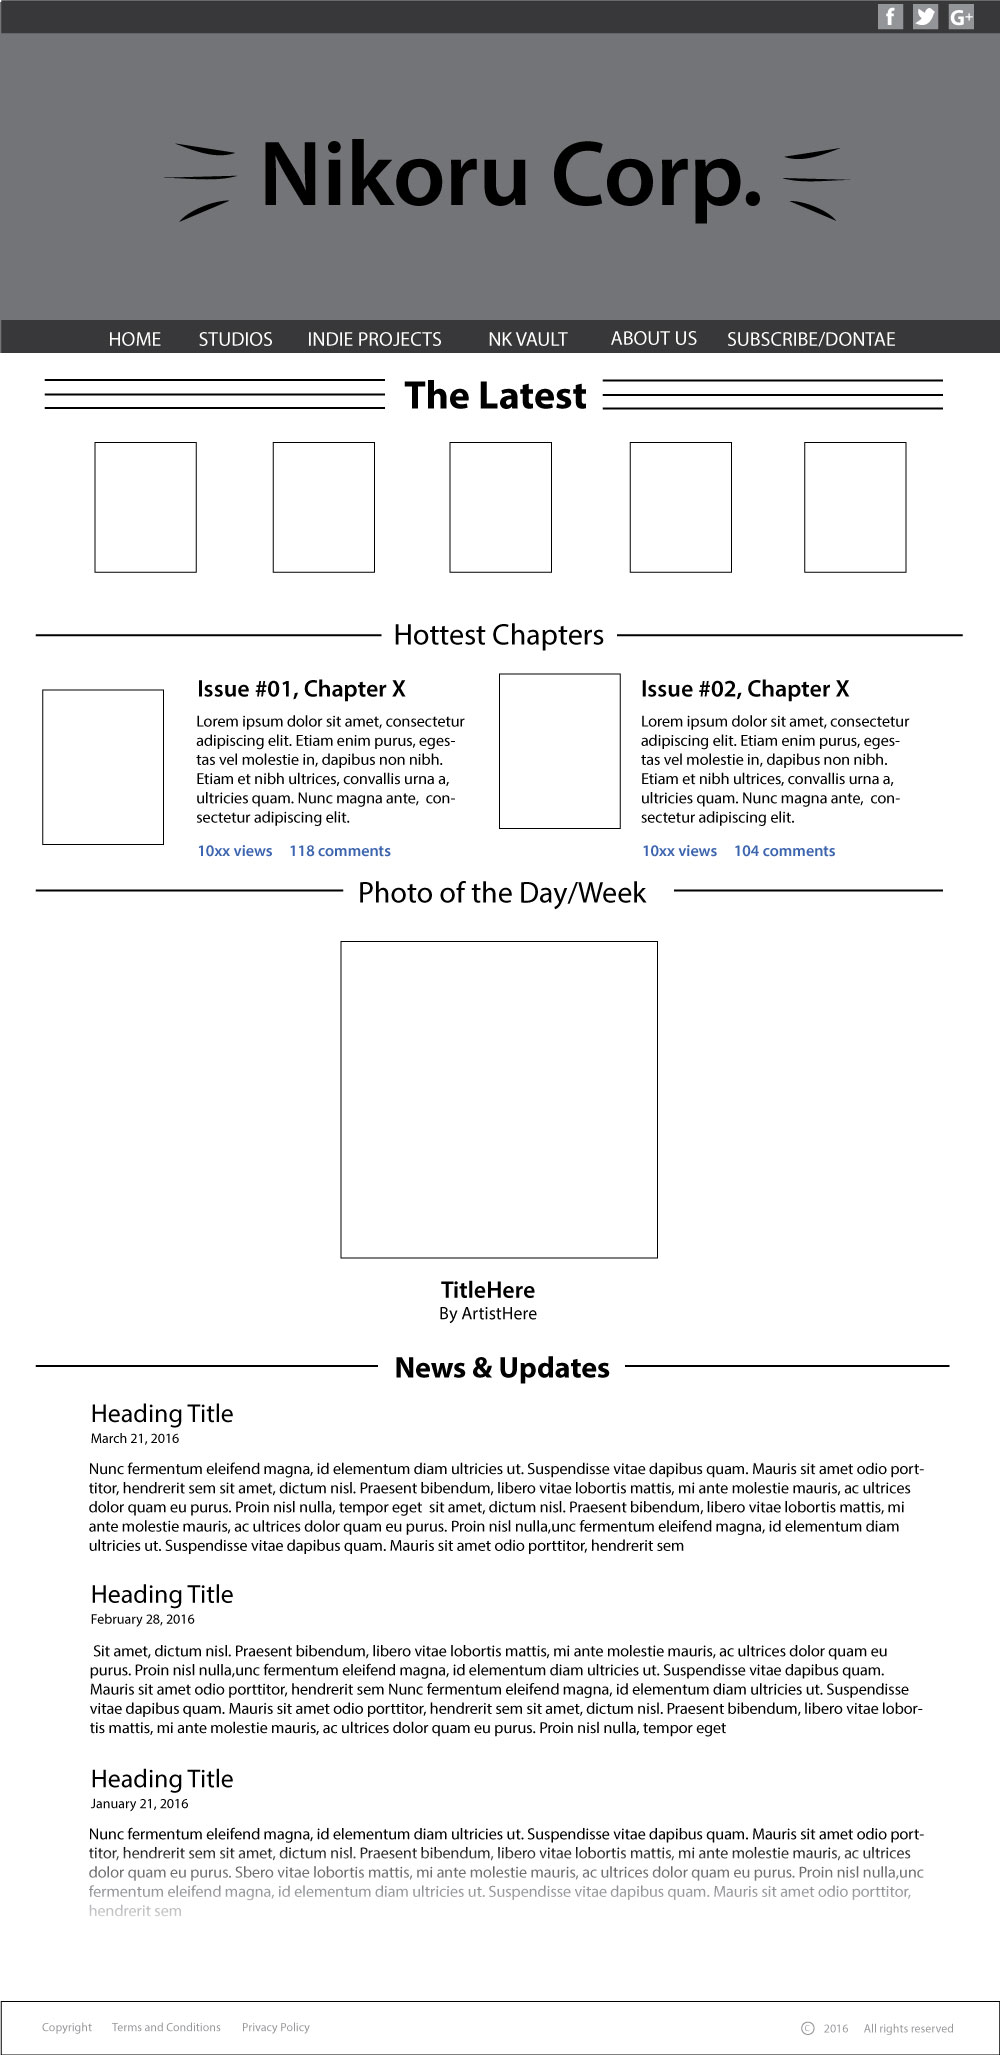 f G+
Nikoru Corp.
HOME STUDIOS INDIE PROJECTS NK VAULT ABOUT US SUBSCRIBE/DONTAE
The Latest
Hottest Chapters
Issue #01, Chapter X
Lorem ipsum dolor sit amet, consectetur
adipiscing elit. Etiam enim purus, eges-
tas vel molestie in, dapibus non nibh.
Etiam et nibh ultrices, convallis urna a,
ultricies quam. Nunc magna ante, con-
sectetur adipiscing elit.
10xx views 118 comments
Issue #02, Chapter X
Lorem ipsum dolor sit amet, consectetur
adipiscing elit. Etiam enim purus, eges-
tas vel molestie in, dapibus non nibh.
Etiam et nibh ultrices, convallis urna a,
ultricies quam. Nunc magna ante, con-
sectetur adipiscing elit.
10xx views 104 comments
Photo of the Day/Week
TitleHere
By ArtistHere
News & Updates
Heading Title
March 21, 2016
Nunc fermentum eleifend magna, id elementum diam ultricies ut. Suspendisse vitae dapibus quam. Mauris sit amet odio port-
titor, hendrerit sem sit amet, dictum nisl. Praesent bibendum, libero vitae lobortis mattis, mi ante molestie mauris, ac ultrices
dolor quam eu purus. Proin nisl nulla, tempor eget sit amet, dictum nisl. Praesent bibendum, libero vitae lobortis mattis, mi
ante molestie mauris, ac ultrices dolor quam eu purus. Proin nisl nulla,unc fermentum eleifend magna, id elementum diam
ultricies ut. Suspendisse vitae dapibus quam. Mauris sit amet odio porttitor, hendrerit sem
Heading Title
February 28, 2016
Sit amet, dictum nisl. Praesent bibendum, libero vitae lobortis mattis, mi ante molestie mauris, ac ultrices dolor quam eu
purus. Proin nisl nulla,unc fermentum eleifend magna, id elementum diam ultricies ut. Suspendisse vitae dapibus quam.
Mauris sit amet odio porttitor, hendrerit sem Nunc fermentum eleifend magna, id elementum diam ultricies ut. Suspendisse
vitae dapibus quam. Mauris sit amet odio porttitor, hendrerit sem sit amet, dictum nisl. Praesent bibendum, libero vitae lobor-
tis mattis, mi ante molestie mauris, ac ultrices dolor quam eu purus. Proin nisl nulla, tempor eget
Heading Title
January 21, 2016
Nunc fermentum eleifend magna, id elementum diam ultricies ut. Suspendisse vitae dapibus quam. Mauris sit amet odio port-
titor, hendrerit sem sit amet, dictum nisl. Praesent bibendum, libero vitae lobortis mattis, mi ante molestie mauris, ac ultrices
dolor quam eu purus. Sbero vitae lobortis mattis, mi ante molestie mauris, ac ultrices dolor quam eu purus. Proin nisl nulla,unc
fermentum eleifend magna, id elementum diam ultricies ut. Suspendisse vitae dapibus quam. Mauris sit amet odio porttitor,
hendrerit sem
Copyright Terms and Conditions Privacy Policy © 2016 All rights reserved